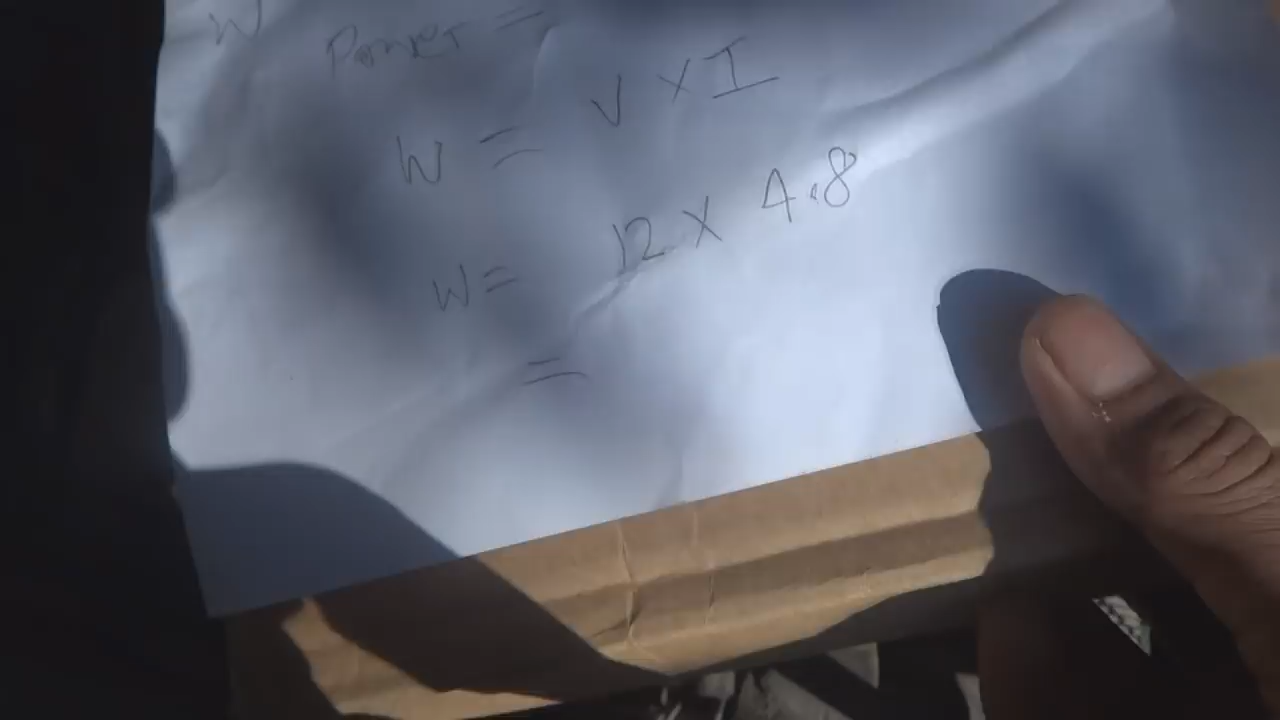 W Power =
W = V × I
W = 12 × 4.8
=